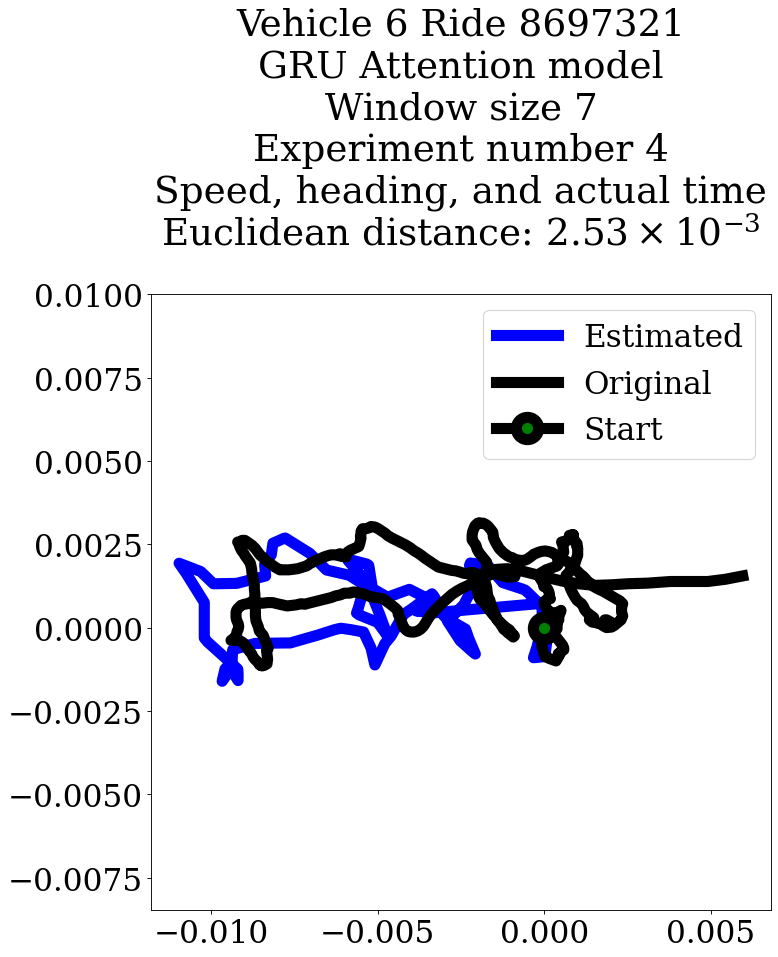 Vehicle 6 Ride 8697321
GRU Attention model
Window size 7
Experiment number 4
Speed, heading, and actual time
Euclidean distance: 2.53 × 10⁻³
0.0100
0.0075
0.0050
0.0025
0.0000
−0.0025
−0.0050
−0.0075
Estimated
Original
Start
−0.010
−0.005
0.000
0.005